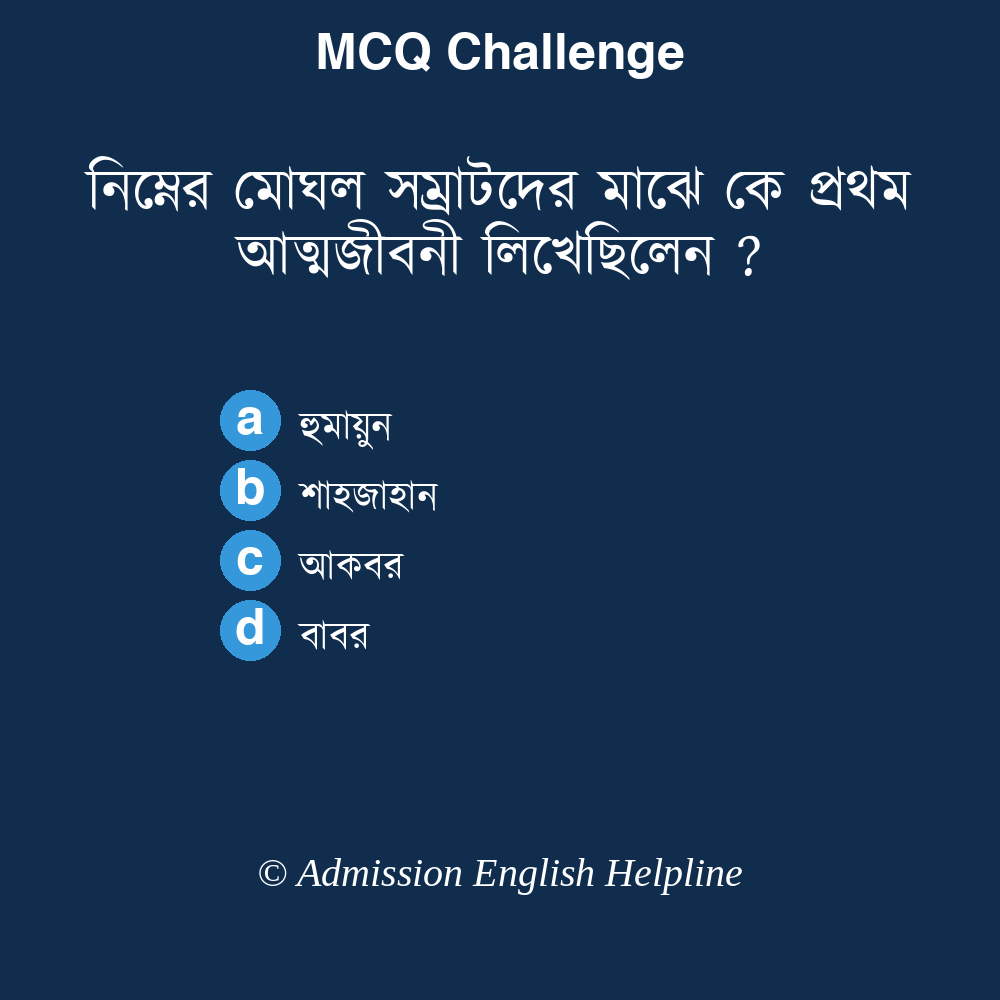 MCQ Challenge
নিম্নের মোঘল সম্রাটদের মাঝে কে প্রথম
আত্মজীবনী লিখেছিলেন ?
a হুমায়ুন
b শাহজাহান
c আকবর
d বাবর
© Admission English Helpline